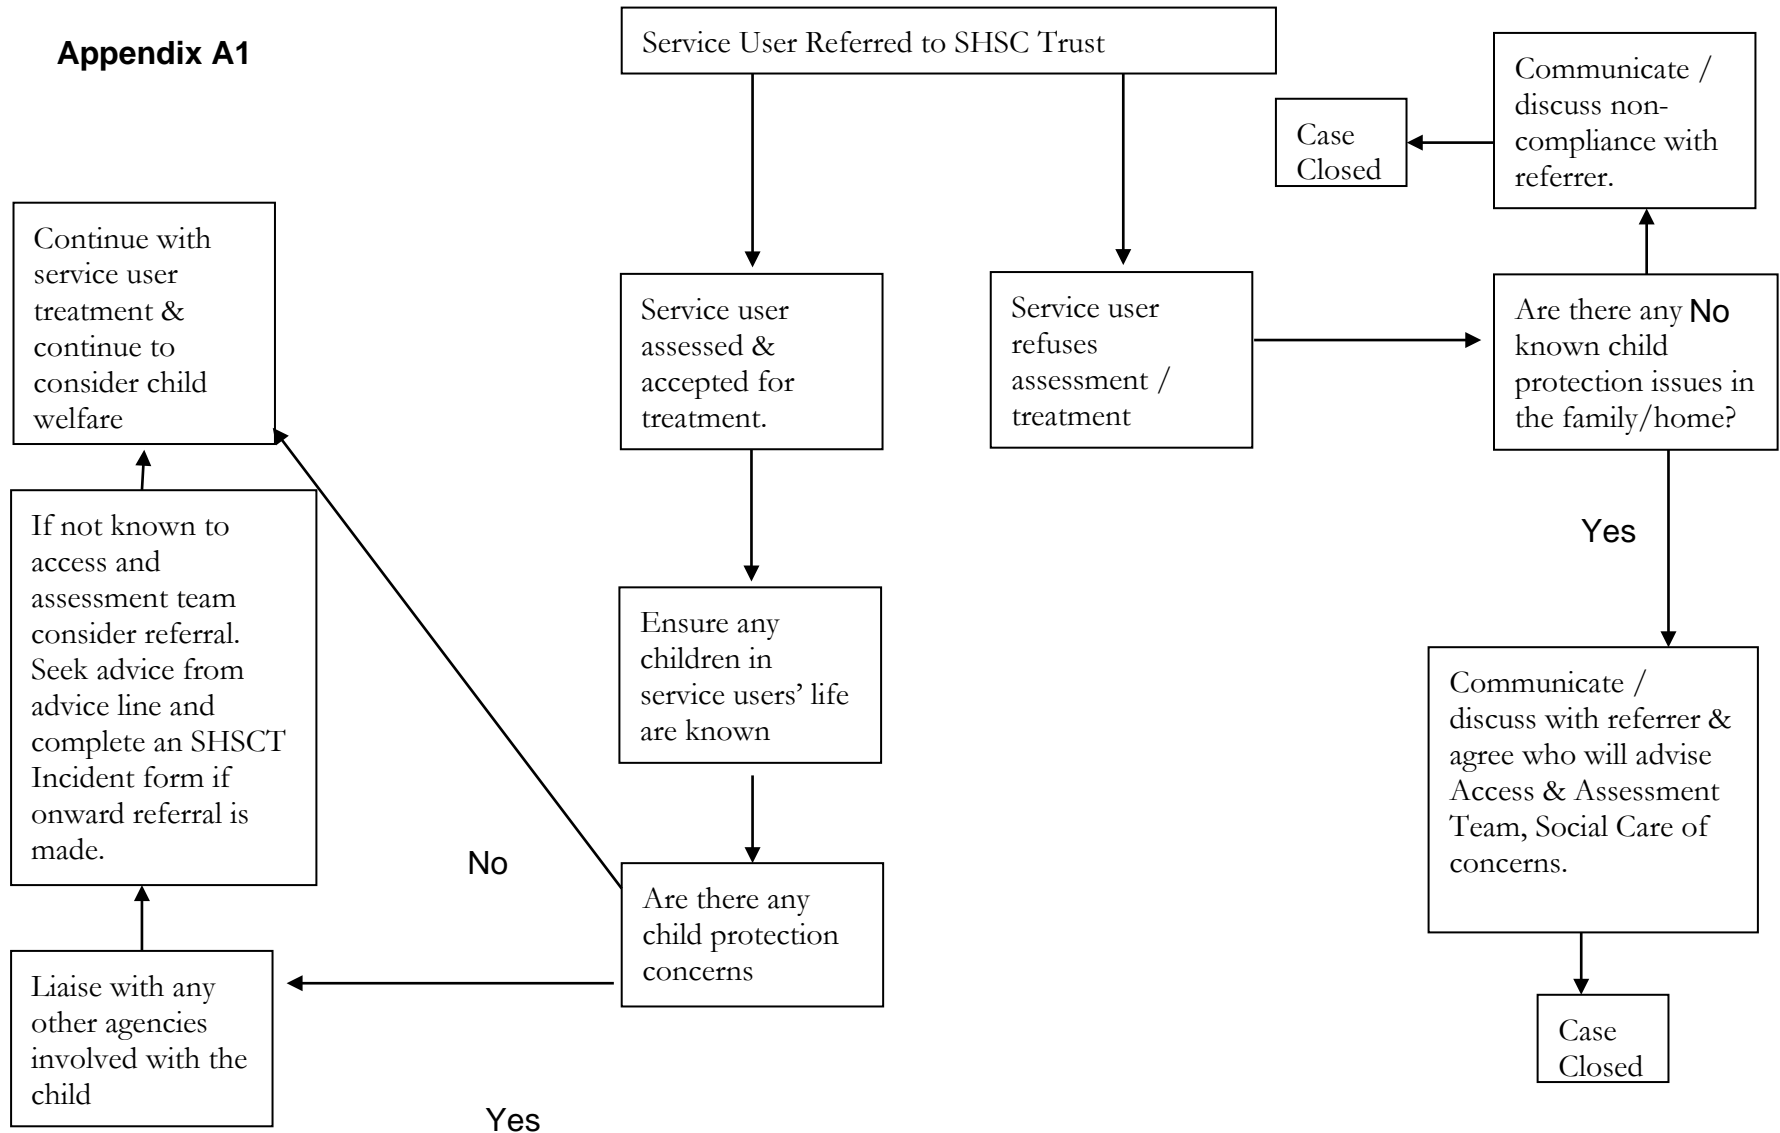 Appendix A1
Service User Referred to SHSC Trust
Communicate /
discuss non-
compliance with
referrer.
Case
Closed
Continue with
service user
treatment &
continue to
consider child
welfare
Service user
assessed &
accepted for
treatment.
Service user
refuses
assessment /
treatment
Are there any
known child
protection issues in
the family/home?
No
Yes
If not known to
access and
assessment team
consider referral.
Seek advice from
advice line and
complete an SHSCT
Incident form if
onward referral is
made.
Ensure any
children in
service users’ life
are known
Communicate /
discuss with referrer &
agree who will advise
Access & Assessment
Team, Social Care of
concerns.
No
Are there any
child protection
concerns
Liaise with any
other agencies
involved with the
child
Yes
Case
Closed